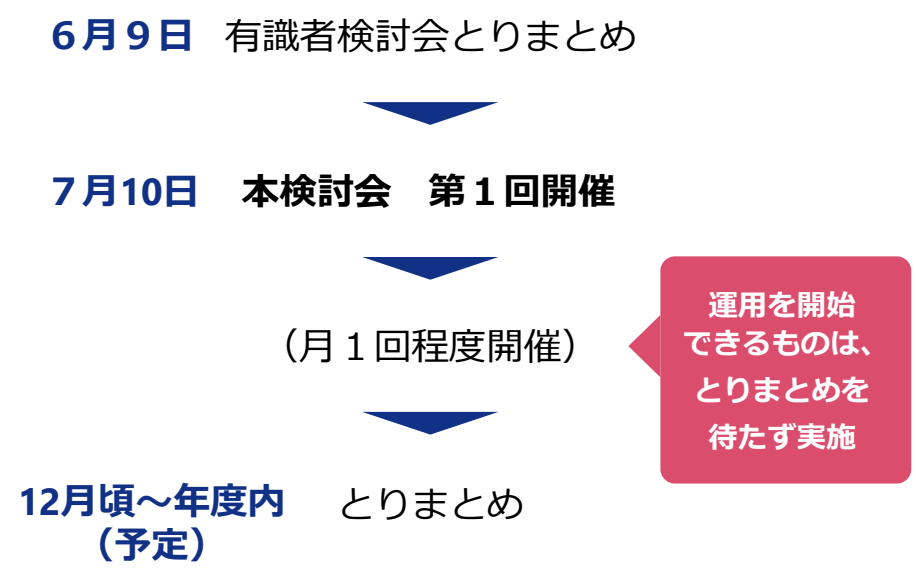 ６月９日　有識者検討会とりまとめ
７月10日　本検討会　第１回開催
（月１回程度開催）
運用を開始
できるものは、
とりまとめを
待たず実施
12月頃～年度内　とりまとめ
（予定）